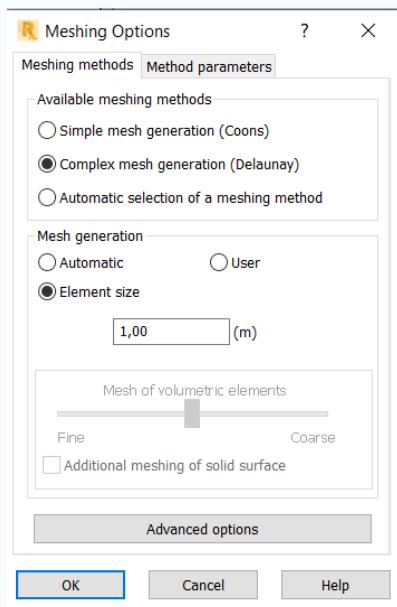 Meshing Options
Meshing methods Method parameters
Available meshing methods
Simple mesh generation (Coons)
Complex mesh generation (Delaunay)
Automatic selection of a meshing method
Mesh generation
Automatic User
Element size
1,00 (m)
Mesh of volumetric elements
Fine Coarse
Additional meshing of solid surface
Advanced options
OK Cancel Help